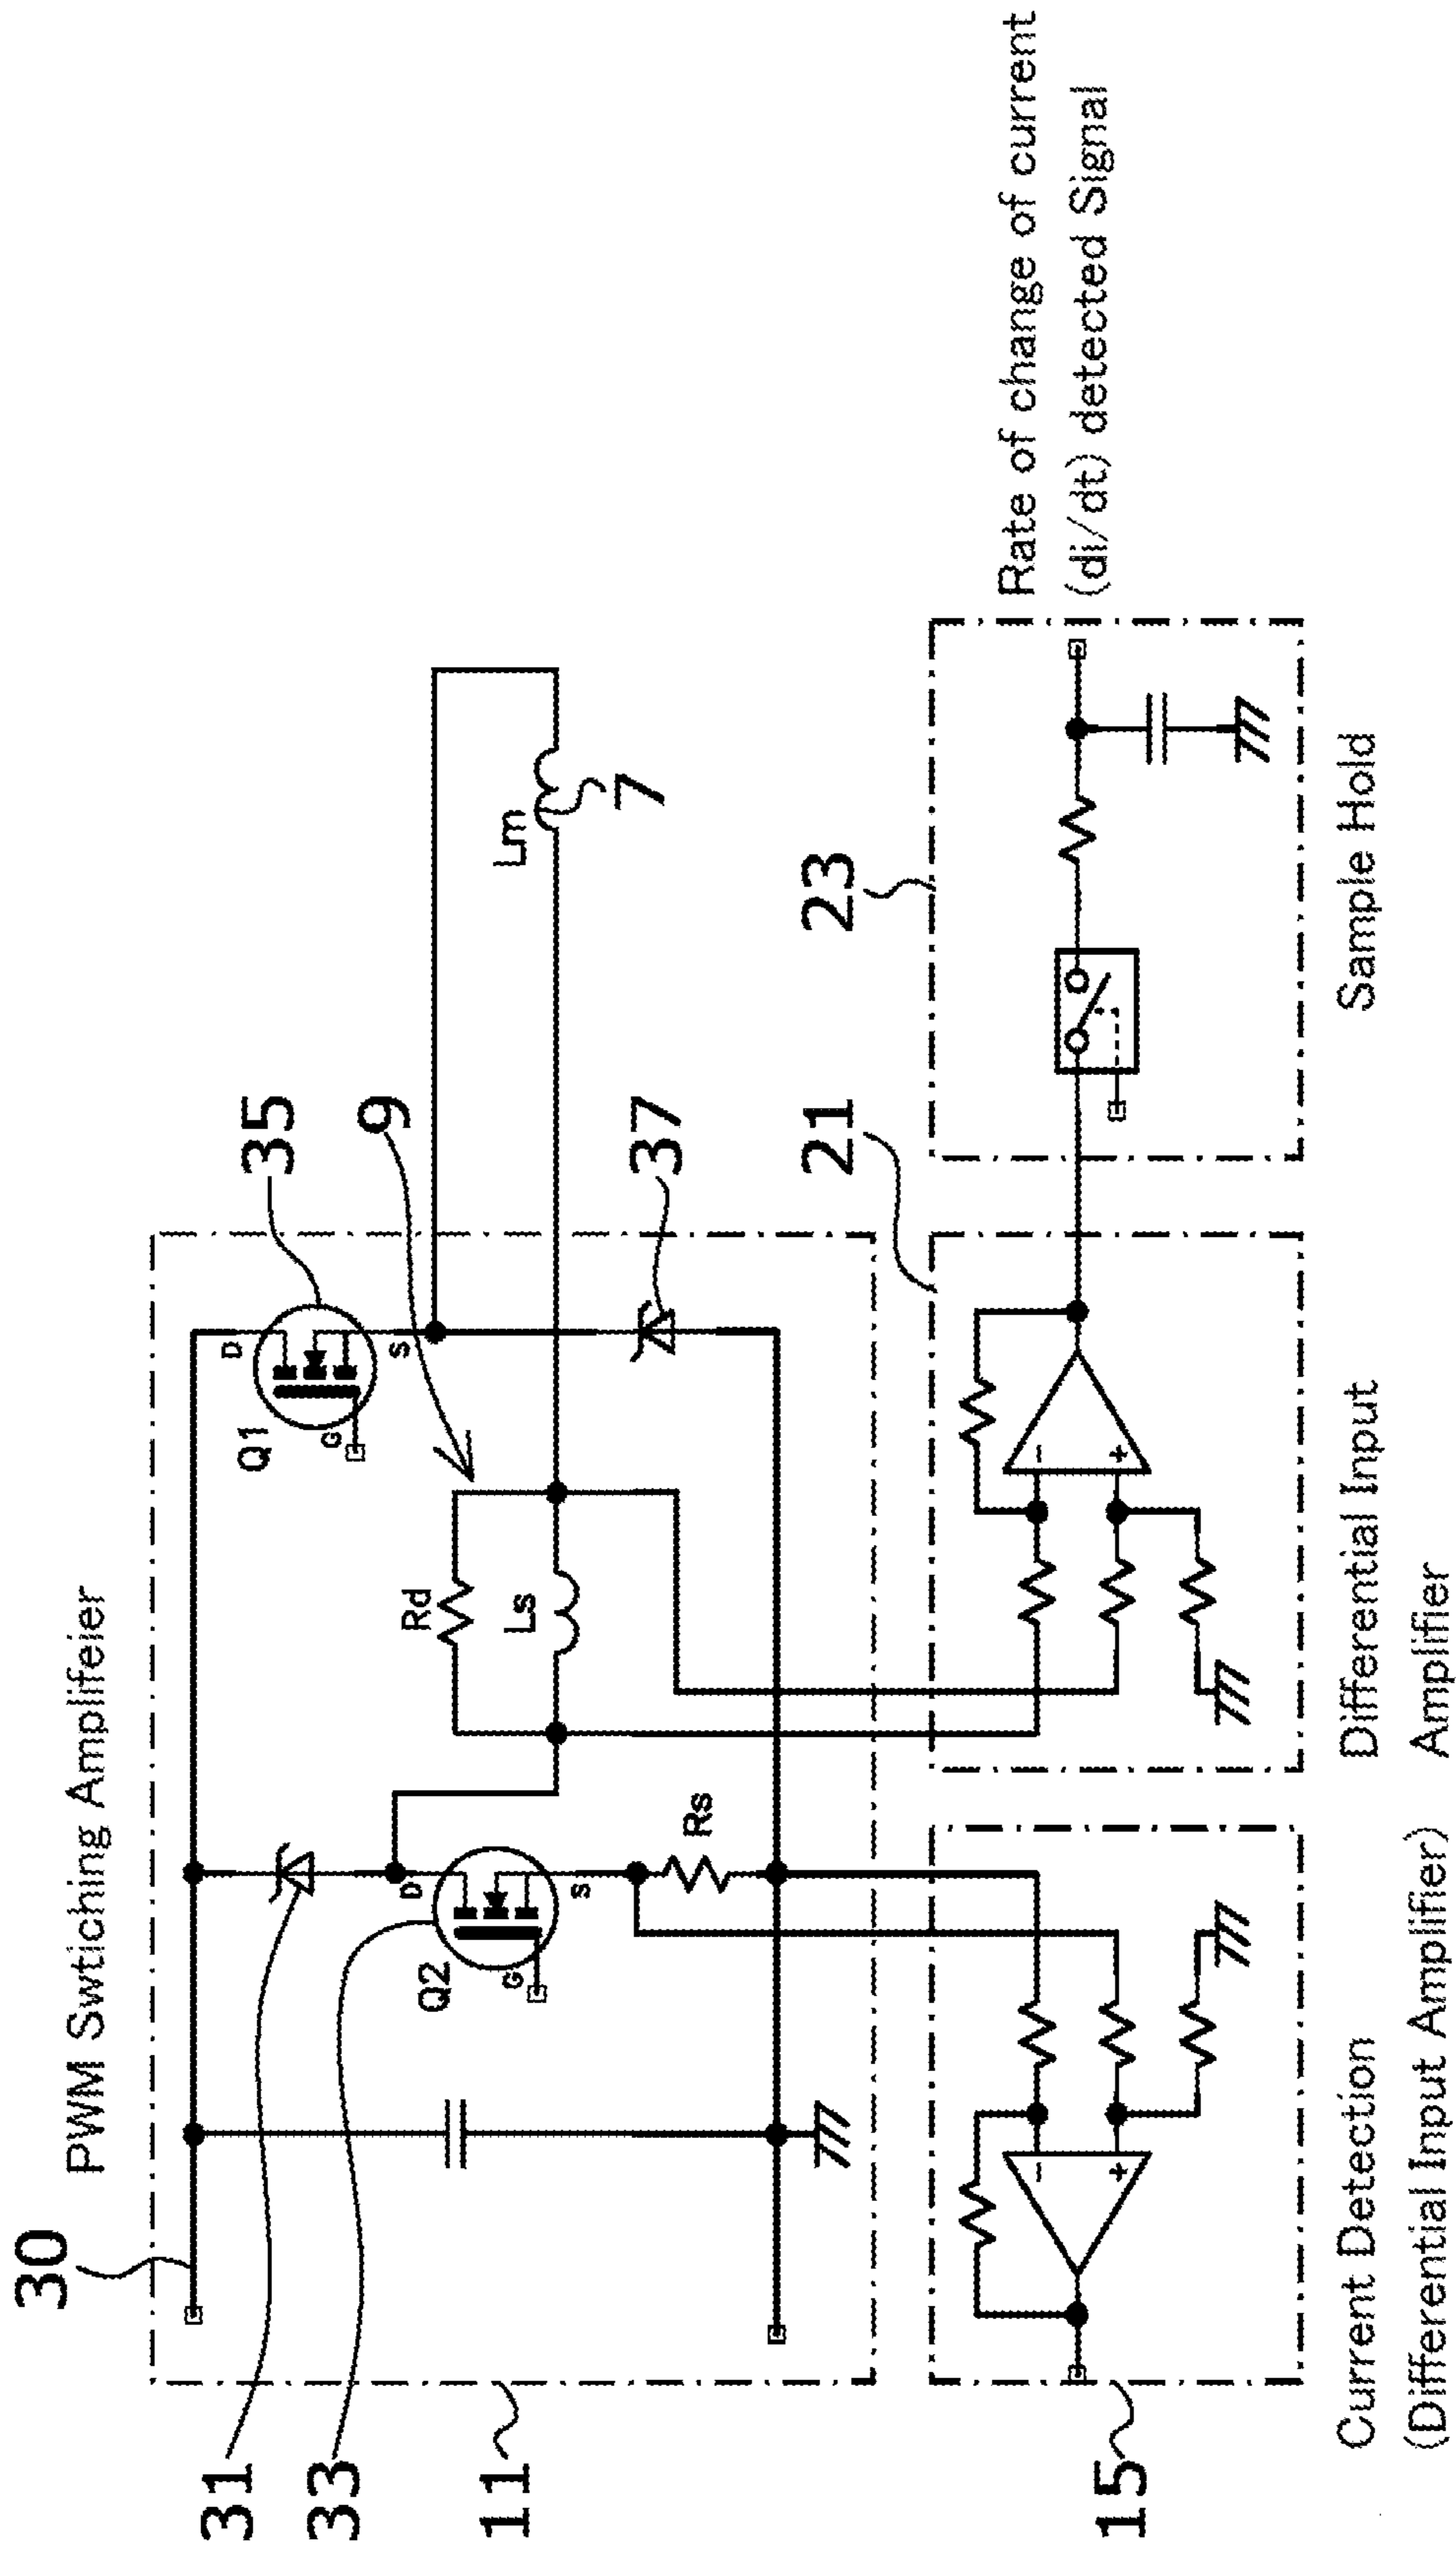 PWM Swtiching Amplifeier
30
31
33
11
D
Q1
G
S
35
9
Rd
Ls
D
Q2
G
S
Rs
37
Lm
7
15
21
23
-
+
-
+
Rate of change of current
(di/dt) detected Signal
Current Detection
(Differential Input Amplifier)
Differential Input
Amplifier
Sample Hold